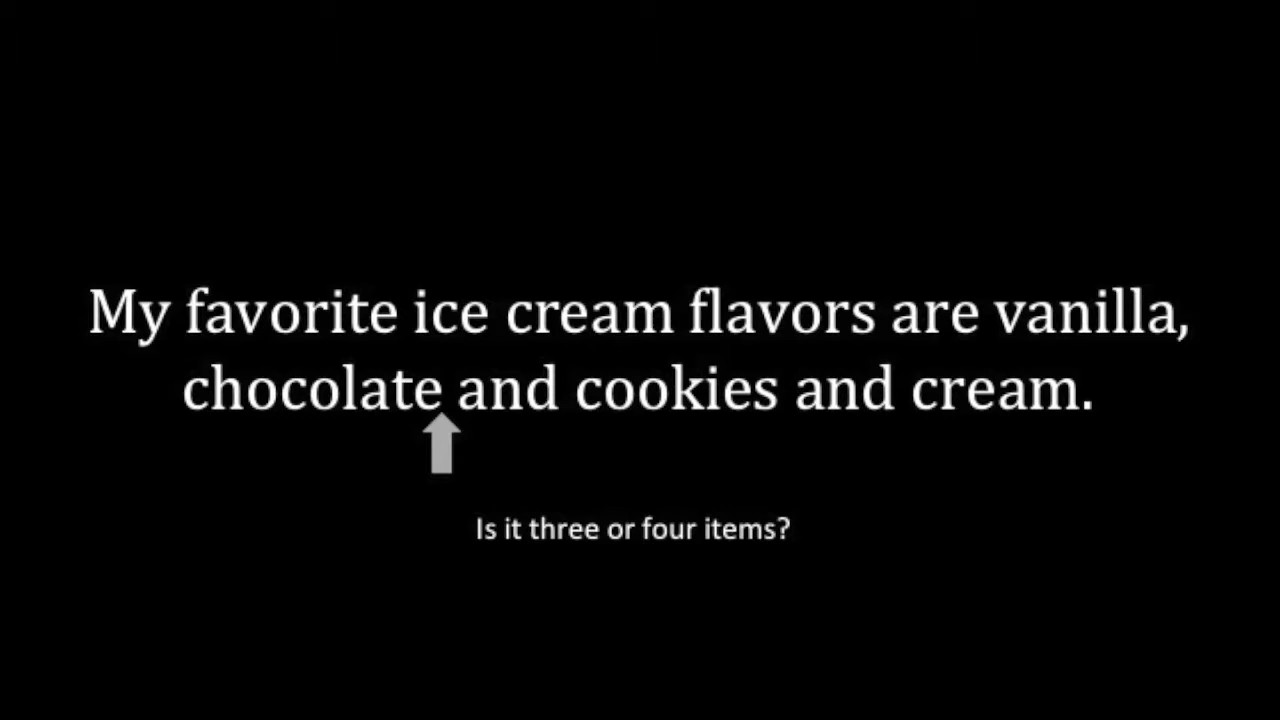 My favorite ice cream flavors are vanilla,
chocolate and cookies and cream.
Is it three or four items?